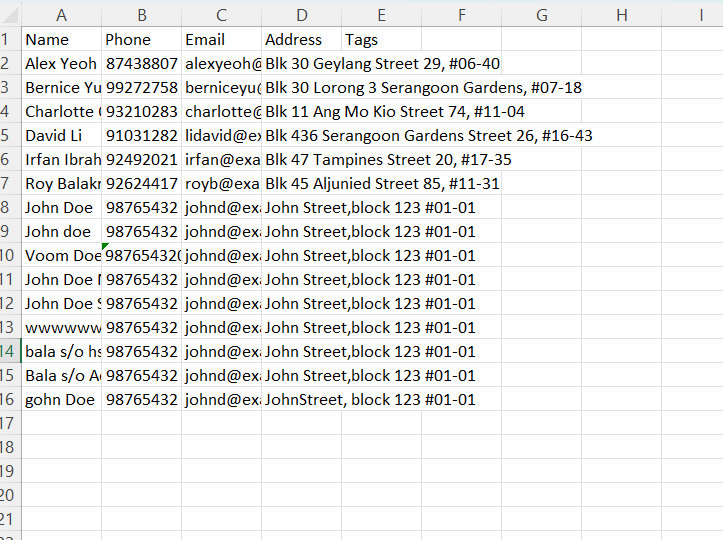 A B C D E F G H I
1 Name Phone Email Address Tags
2 Alex Yeoh 87438807 alexyeoh@ Blk 30 Geylang Street 29, #06-40
3 Bernice Yu 99272758 berniceyu@ Blk 30 Lorong 3 Serangoon Gardens, #07-18
4 Charlotte 93210283 charlotte@ Blk 11 Ang Mo Kio Street 74, #11-04
5 David Li 91031282 lidavid@ex Blk 436 Serangoon Gardens Street 26, #16-43
6 Irfan Ibrah 92492021 irfan@exa Blk 47 Tampines Street 20, #17-35
7 Roy Balak 92624417 royb@exa Blk 45 Aljunied Street 85, #11-31
8 John Doe 98765432 johnd@ex John Street,block 123 #01-01
9 John doe 98765432 johnd@ex John Street,block 123 #01-01
10 Voom Doe 987654320 johnd@ex John Street,block 123 #01-01
11 John Doe 98765432 johnd@ex John Street,block 123 #01-01
12 John Doe S 98765432 johnd@ex John Street,block 123 #01-01
13 wwwwww 98765432 johnd@ex John Street,block 123 #01-01
14 bala s/o hs 98765432 johnd@ex John Street,block 123 #01-01
15 Bala s/o A 98765432 johnd@ex John Street,block 123 #01-01
16 gohn Doe 98765432 johnd@ex JohnStreet, block 123 #01-01
17
18
19
20
21